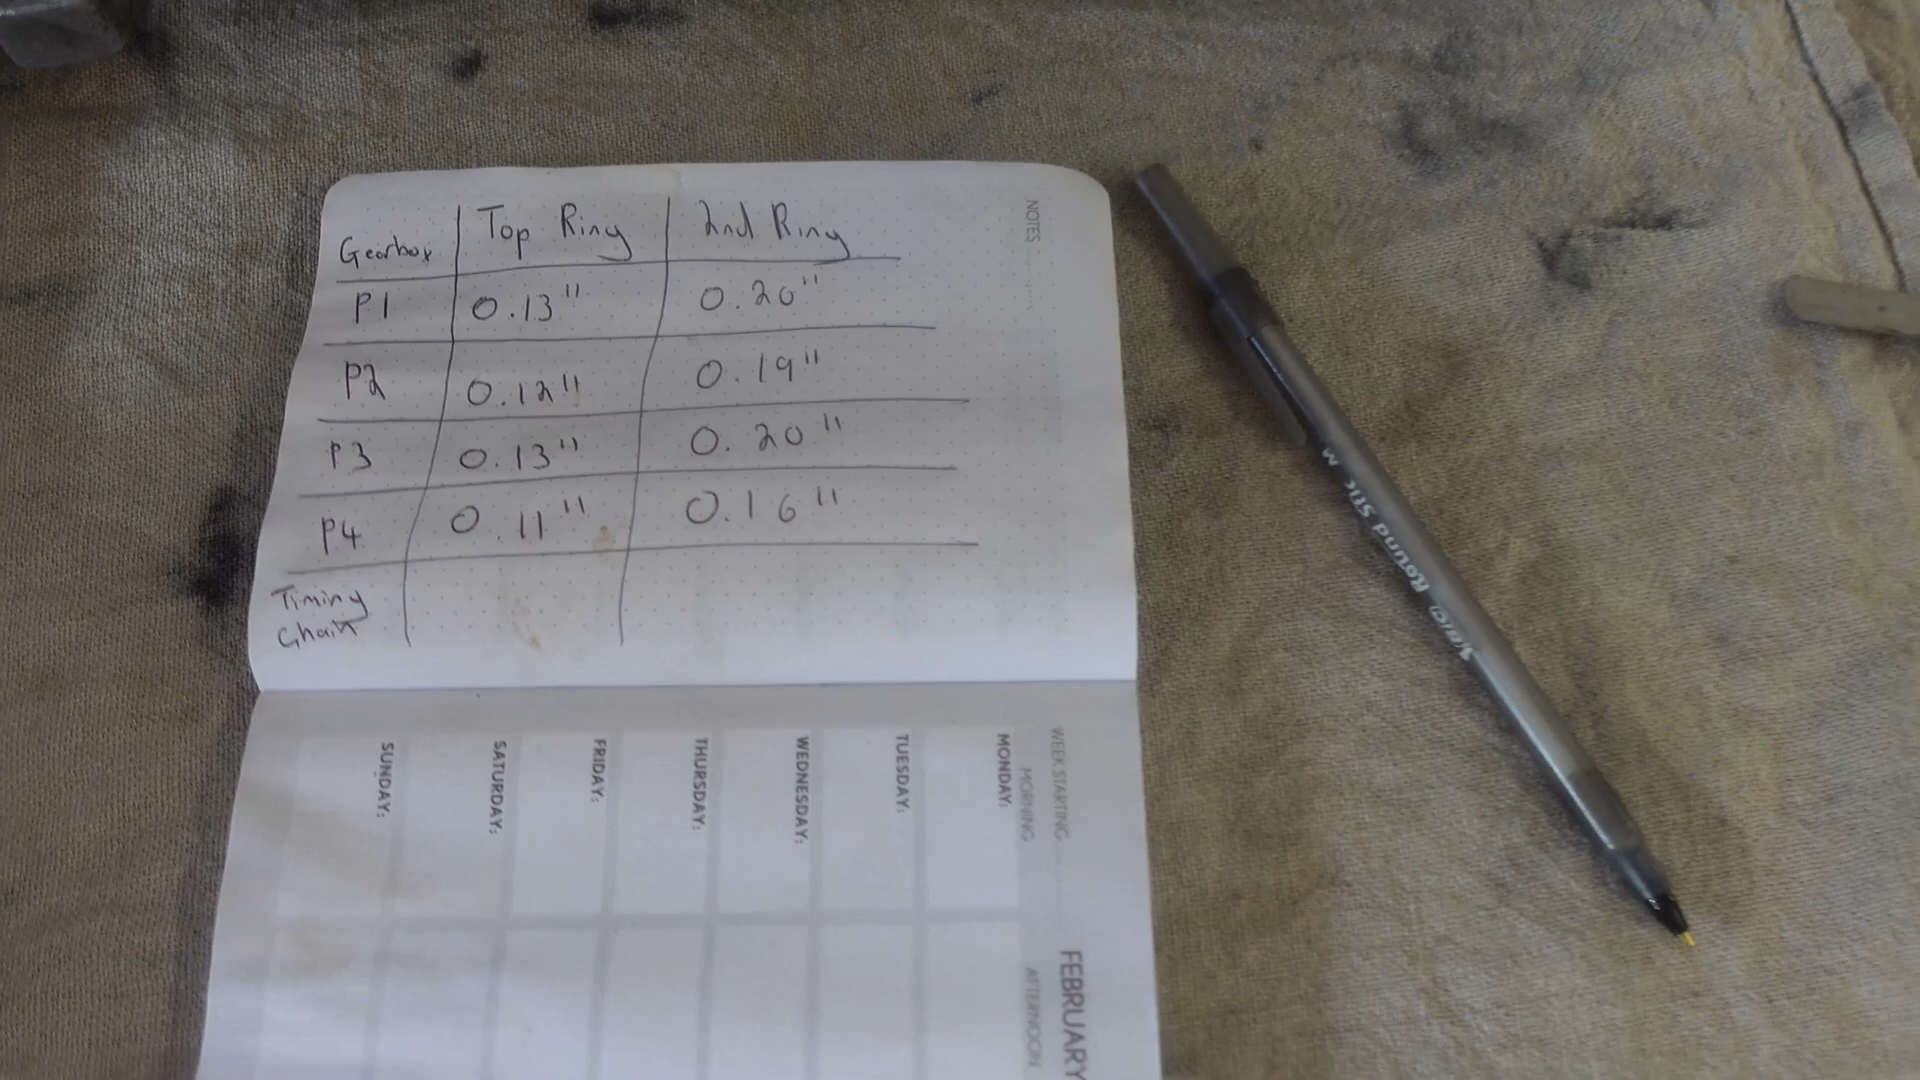 Gearbox Top Ring 2nd Ring
P1 0.13" 0.20"
P2 0.12" 0.19"
P3 0.13" 0.20"
P4 0.11" 0.16"
Timing
Chain
NOTES
WEEK STARTING
FEBRUARY
MORNING
AFTERNOON
MONDAY:
TUESDAY:
WEDNESDAY:
THURSDAY:
FRIDAY:
SATURDAY:
SUNDAY:
BIC Round Stic M